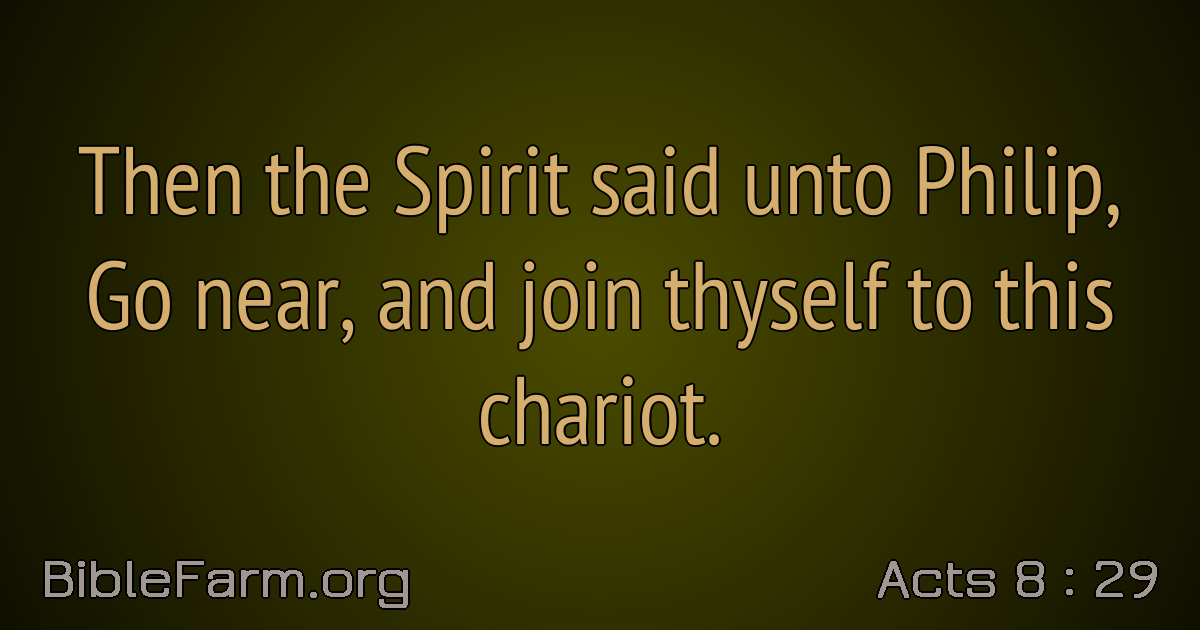 Then the Spirit said unto Philip,
Go near, and join thyself to this
chariot.
BibleFarm.org
Acts 8 : 29